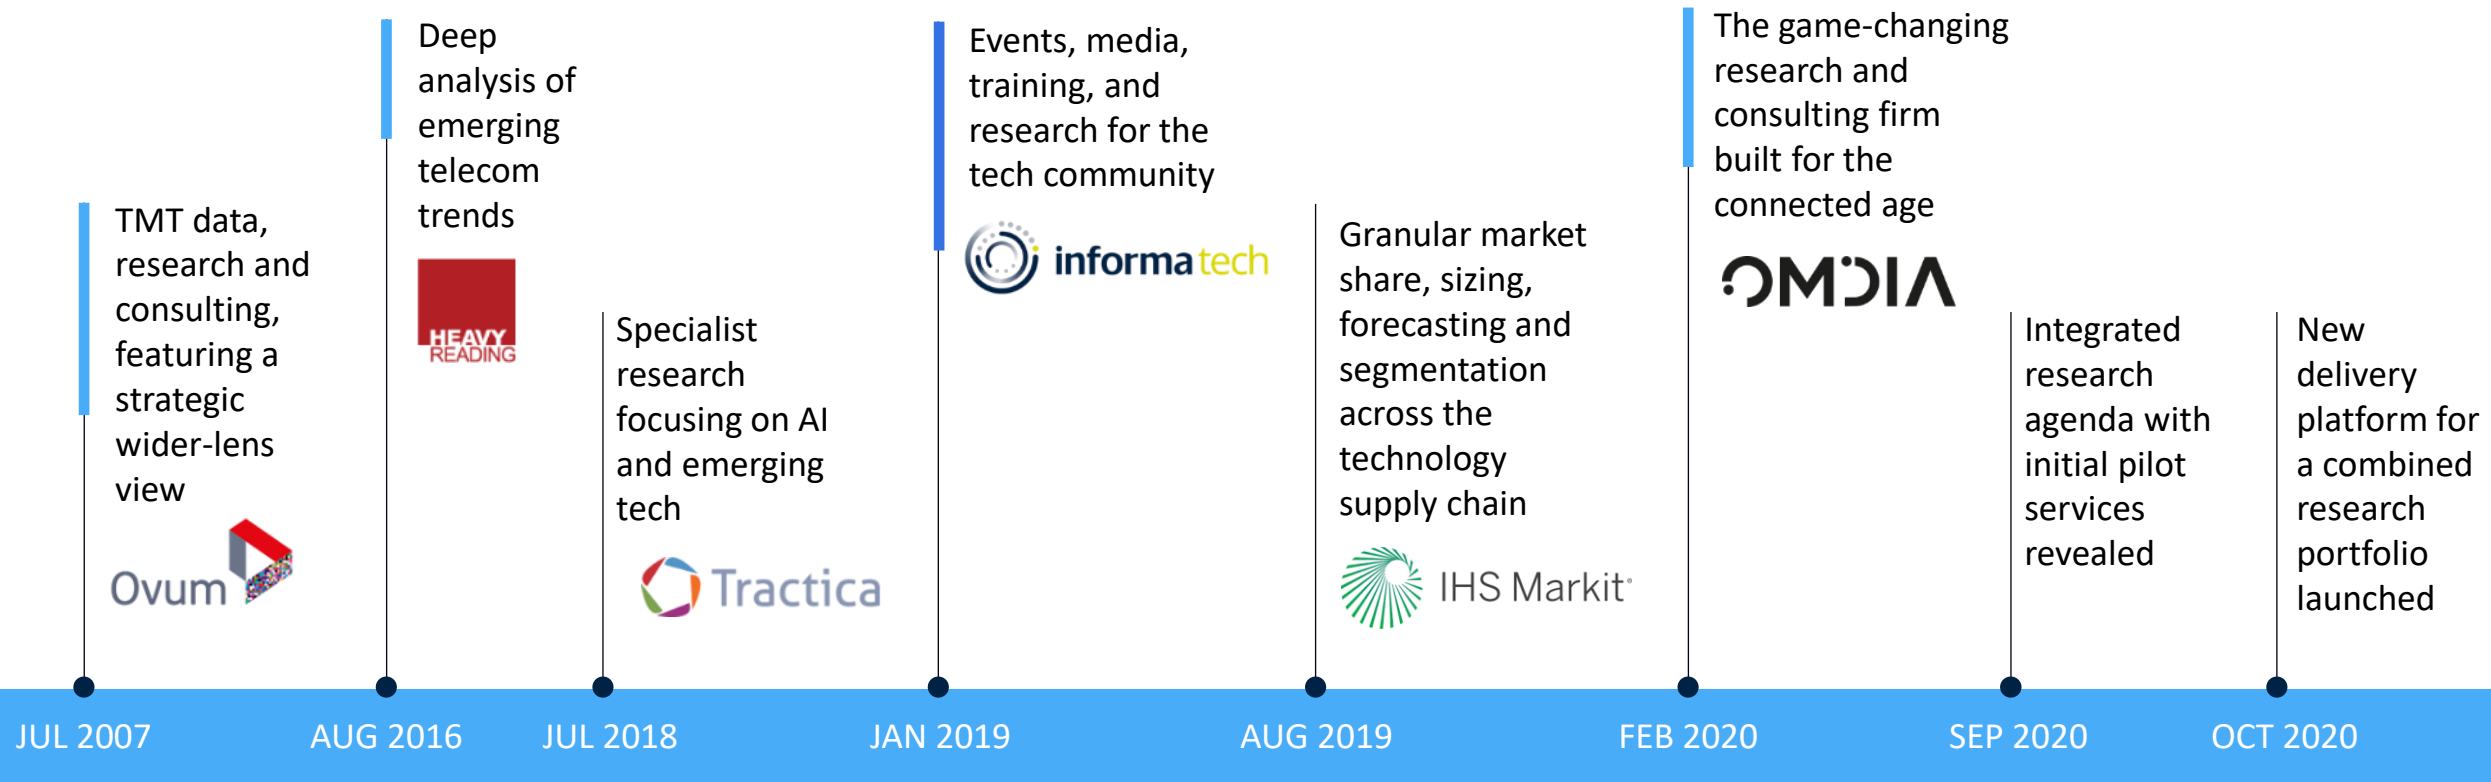 TMT data,
research and
consulting,
featuring a
strategic
wider-lens
view
Ovum
JUL 2007
Deep
analysis of
emerging
telecom
trends
HEAVY
READING
AUG 2016
Specialist
research
focusing on AI
and emerging
tech
Tractica
JUL 2018
Events, media,
training, and
research for the
tech community
informa tech
JAN 2019
Granular market
share, sizing,
forecasting and
segmentation
across the
technology
supply chain
IHS Markit®
AUG 2019
The game-changing
research and
consulting firm
built for the
connected age
OMDIA
FEB 2020
Integrated
research
agenda with
initial pilot
services
revealed
SEP 2020
New
delivery
platform for
a combined
research
portfolio
launched
OCT 2020